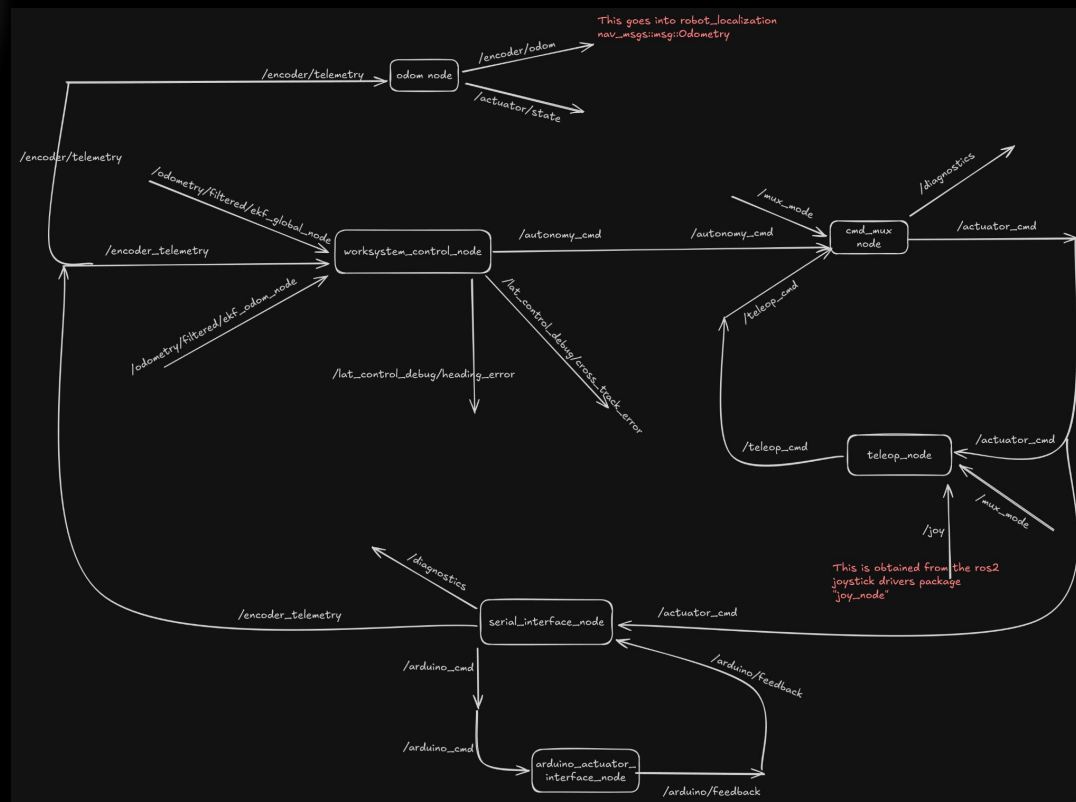 This goes into robot_localization
nav_msgs::msg::Odometry
/encoder/odom
/encoder/telemetry
odom node
/actuator/state
/encoder/telemetry
/odometry/filtered/ekf_global_node
/encoder_telemetry
worksystem_control_node
/autonomy_cmd
/autonomy_cmd
/mux_mode
cmd_mux
node
/diagnostics
/actuator_cmd
/odometry/filtered/ekf_odom_node
/lat_control_debug/heading_error
/lat_control_debug/cross_track_error
/teleop_cmd
/teleop_cmd
teleop_node
/actuator_cmd
/mux_mode
/joy
This is obtained from the ros2
joystick drivers package
"joy_node"
/diagnostics
/encoder_telemetry
serial_interface_node
/actuator_cmd
/arduino_cmd
/arduino/feedback
/arduino_cmd
arduino_actuator_
interface_node
/arduino/feedback